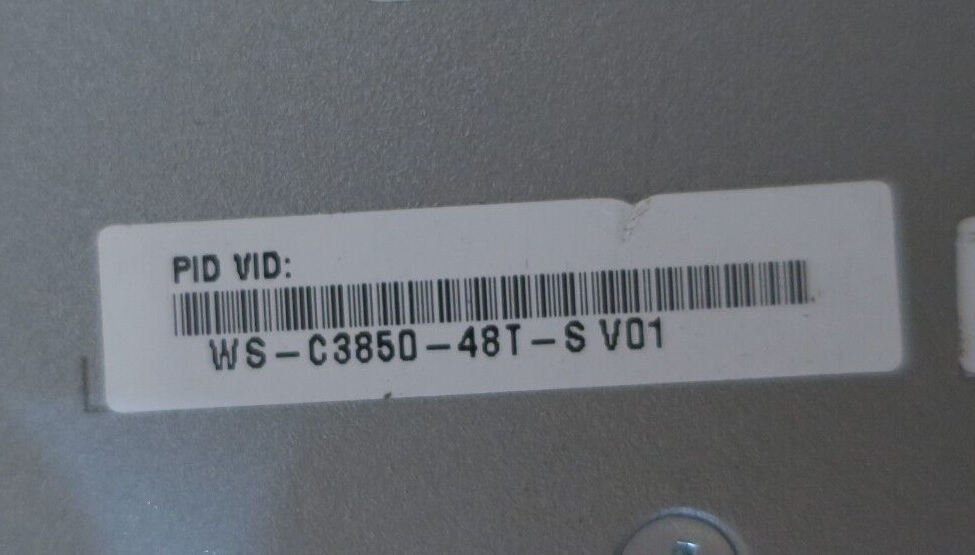 PID VID:
WS-C3850-48T-S V01